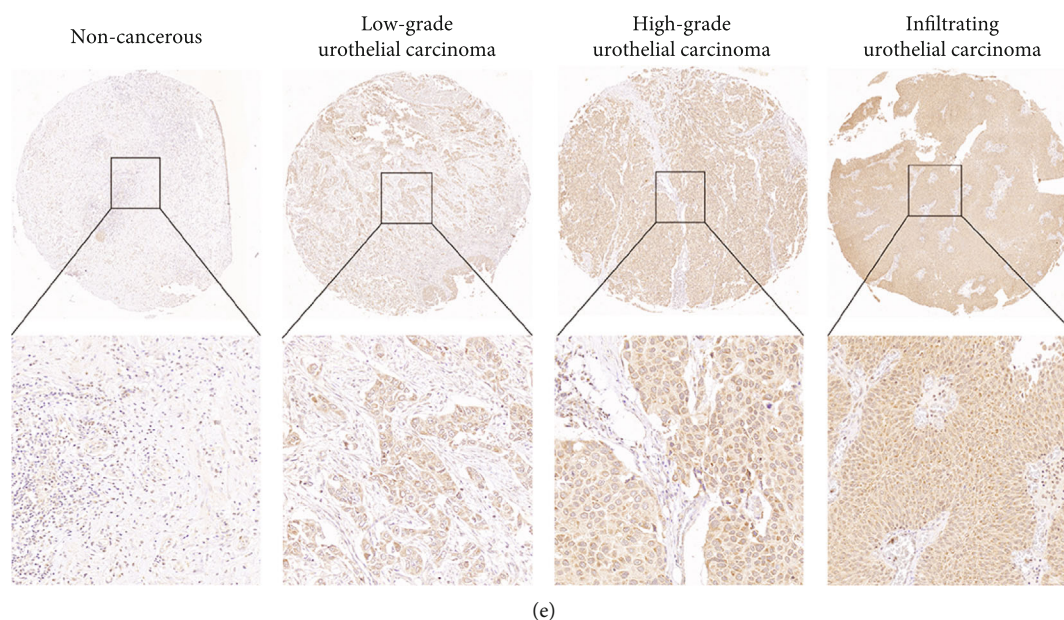 Non-cancerous
Low-grade
urothelial carcinoma
High-grade
urothelial carcinoma
Infiltrating
urothelial carcinoma
(e)